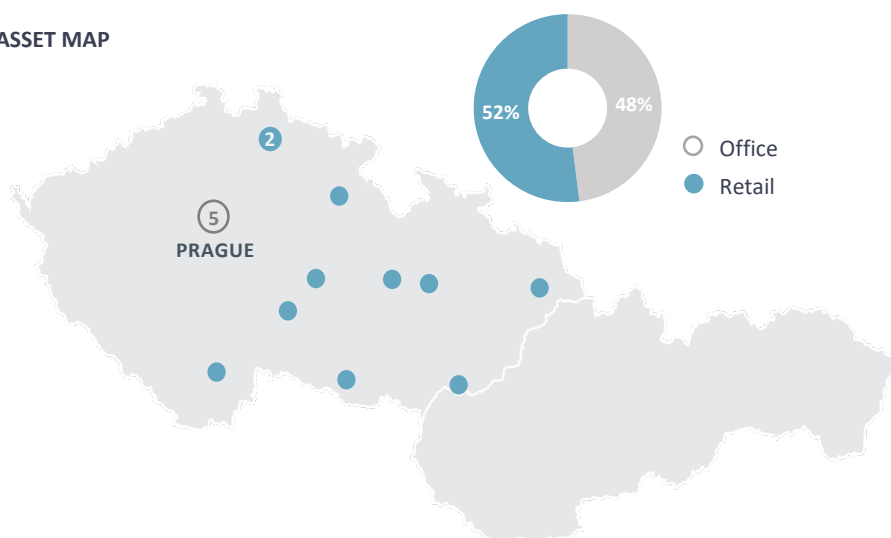 ASSET MAP
52%
48%
Office
Retail
2
5
PRAGUE